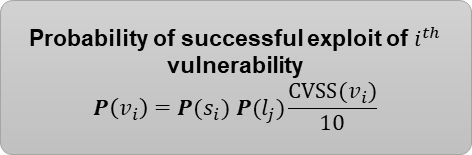 Probability of successful exploit of 𝑖𝑡ℎ
vulnerability
𝑷(𝑣𝑖) = 𝑷(𝑠𝑖) 𝑷(𝑙𝑗) CVSS(𝑣𝑖)
10